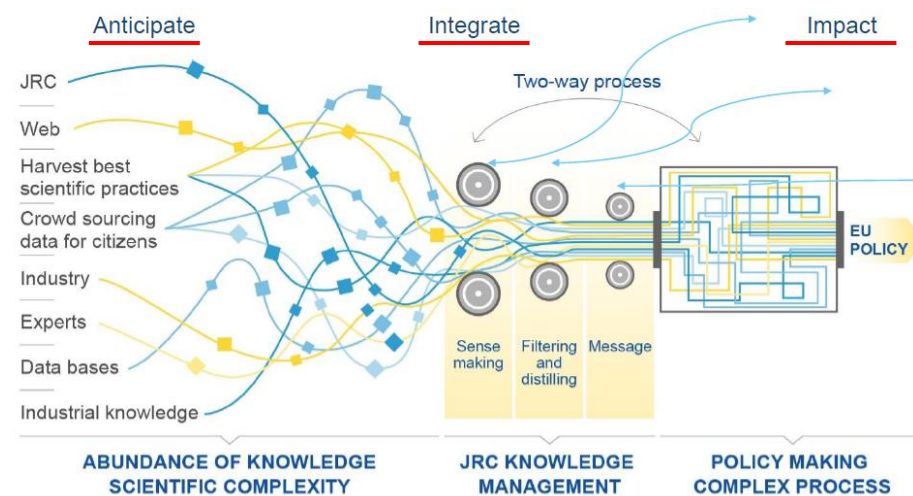 Anticipate
Integrate
Impact
Two-way process
JRC
Web
Harvest best
scientific practices
Crowd sourcing
data for citizens
Industry
Experts
Data bases
Industrial knowledge
Sense
making
Filtering
and
distilling
Message
EU
POLICY
ABUNDANCE OF KNOWLEDGE
SCIENTIFIC COMPLEXITY
JRC KNOWLEDGE
MANAGEMENT
POLICY MAKING
COMPLEX PROCESS